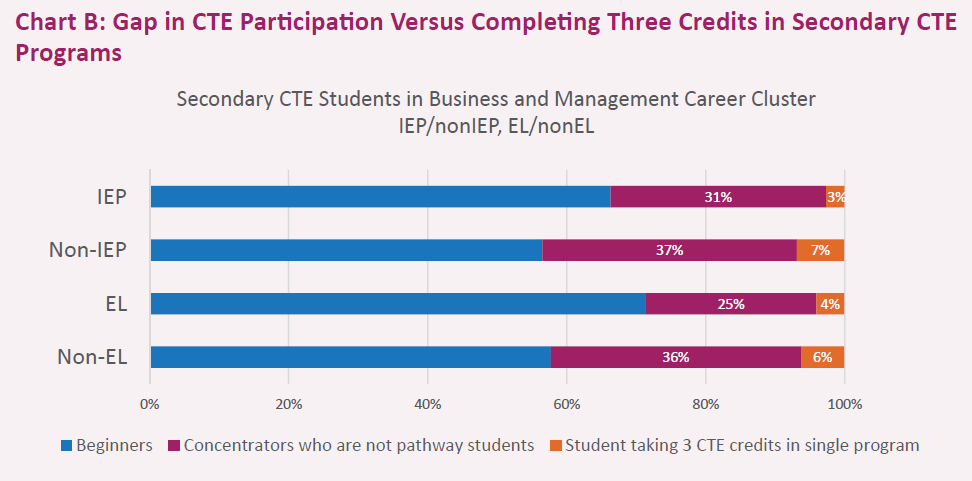 Chart B: Gap in CTE Participation Versus Completing Three Credits in Secondary CTE
Programs
Secondary CTE Students in Business and Management Career Cluster
IEP/nonIEP, EL/nonEL
IEP
31%
3%
Non-IEP
37%
7%
EL
25%
4%
Non-EL
36%
6%
0%
20%
40%
60%
80%
100%
Beginners
Concentrators who are not pathway students
Student taking 3 CTE credits in single program